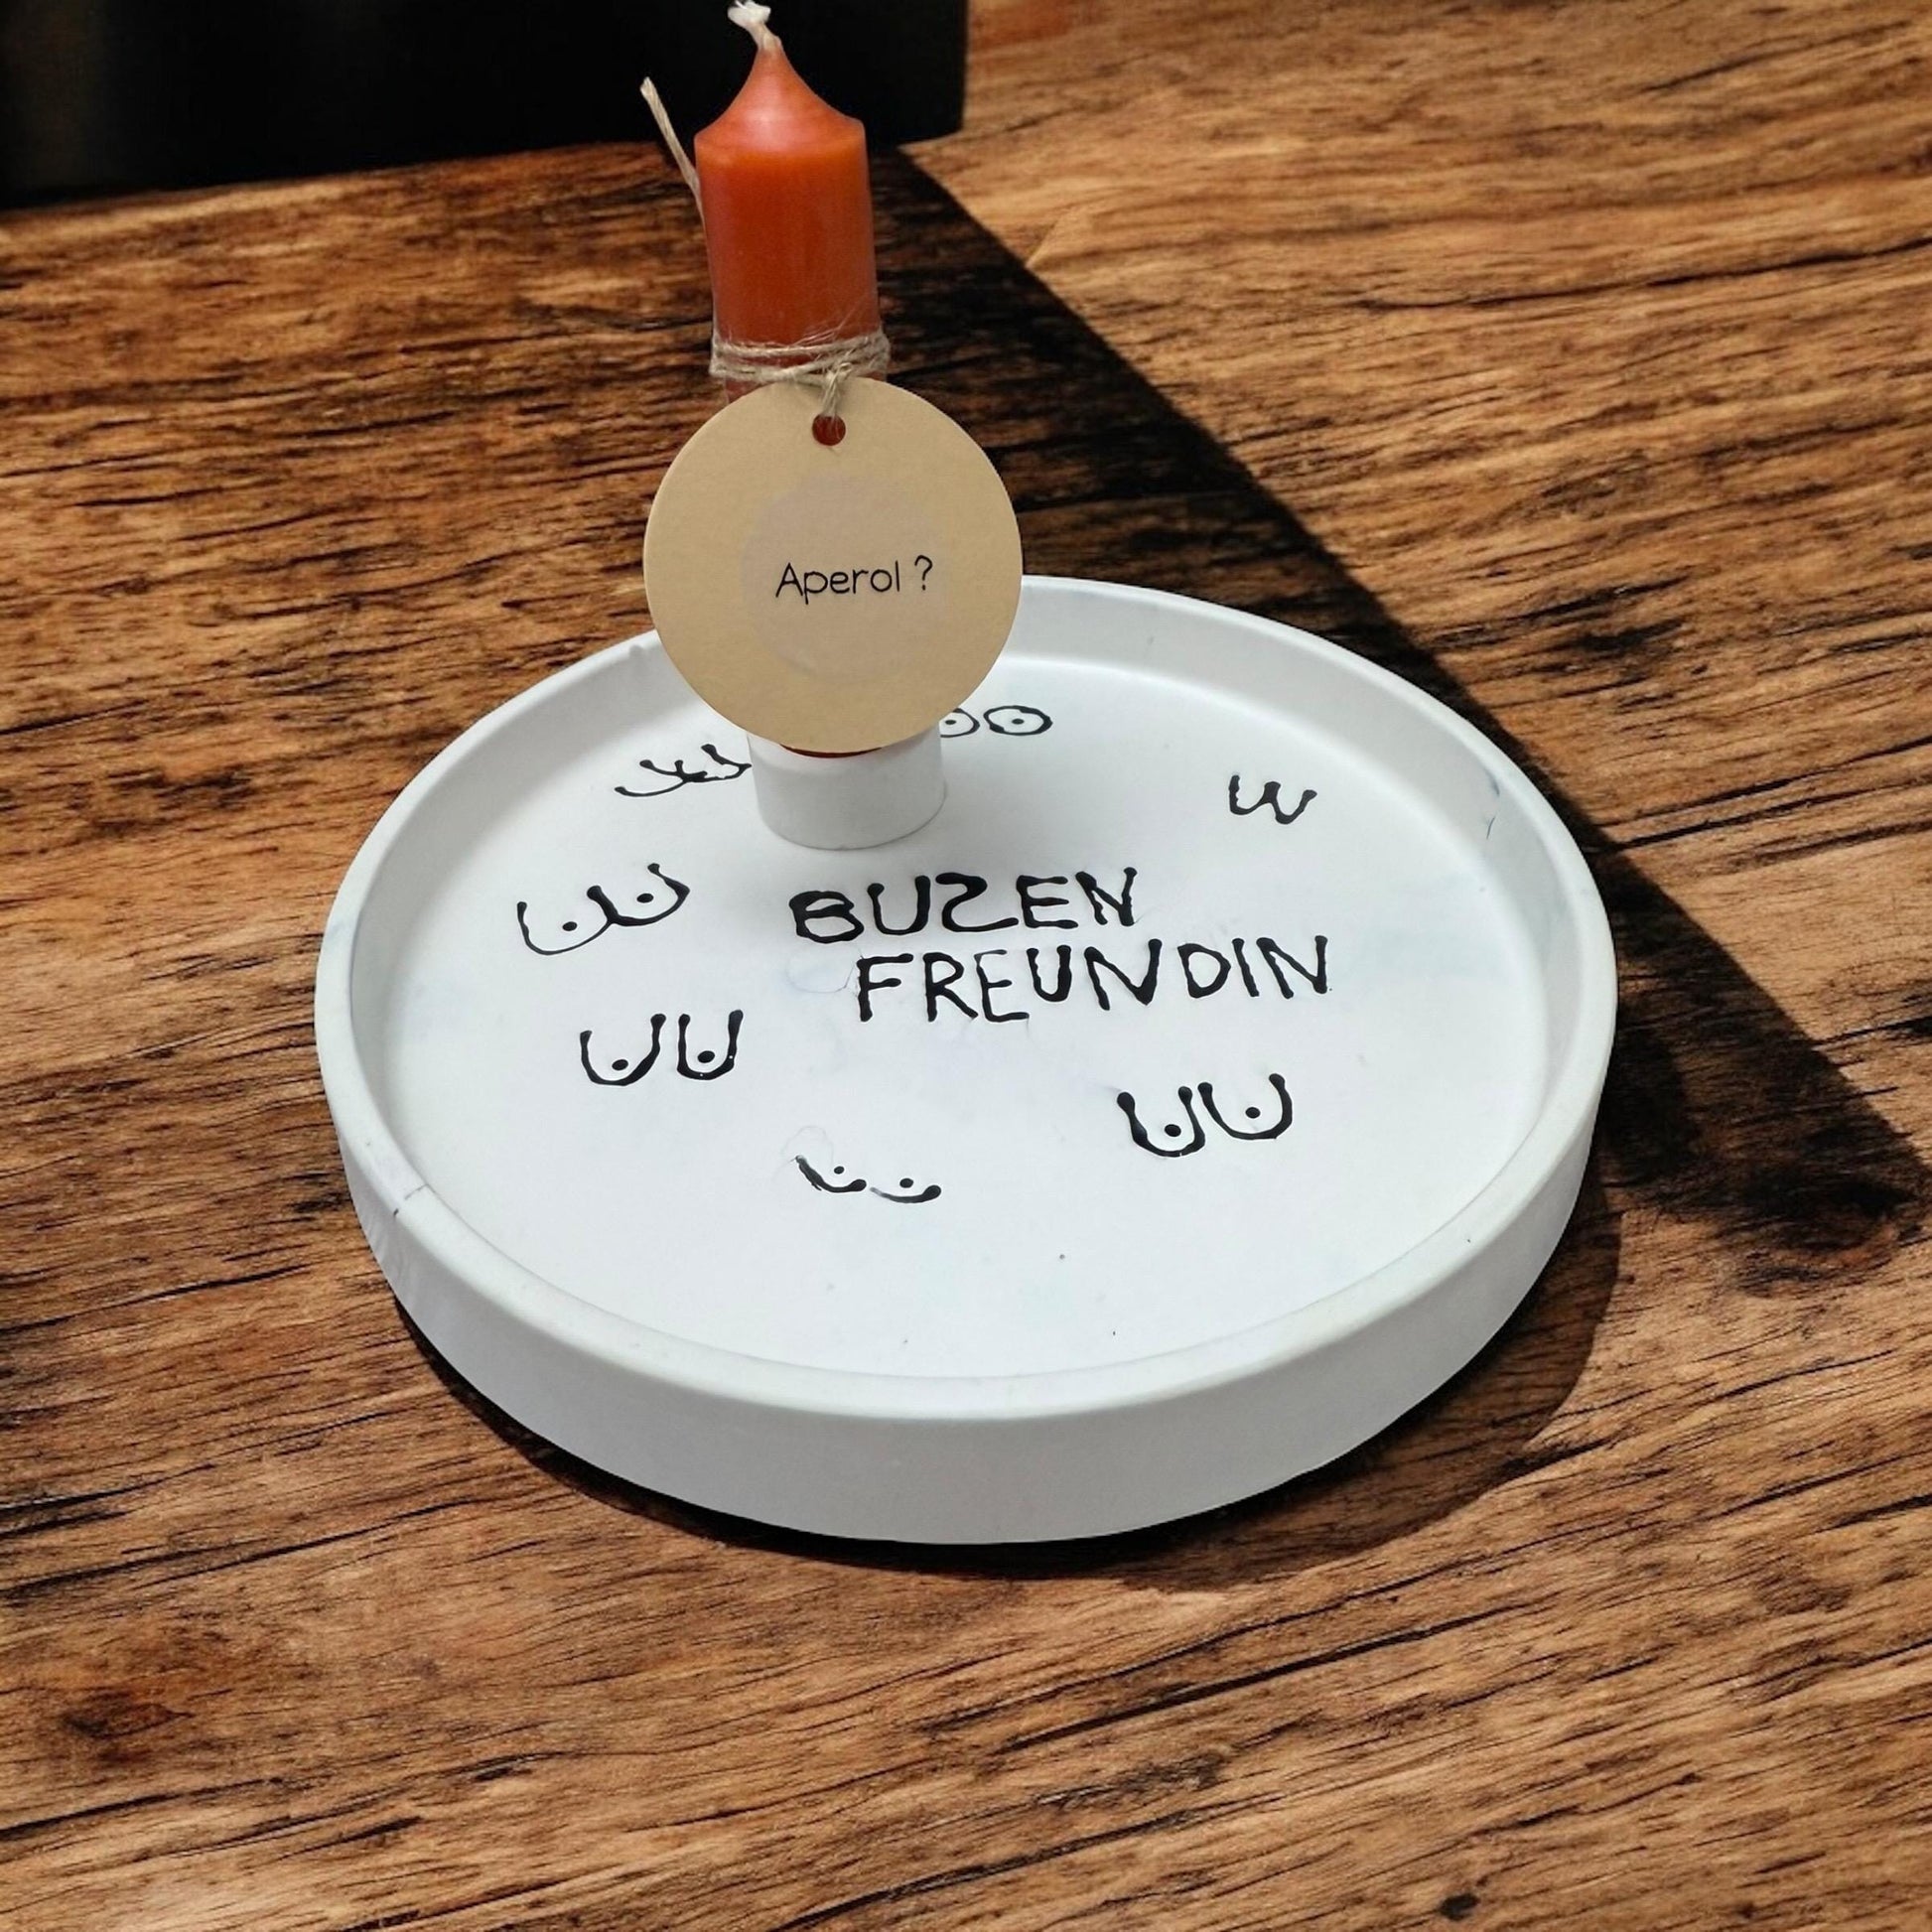 Aperol ?
BUSEN
FREUNDIN